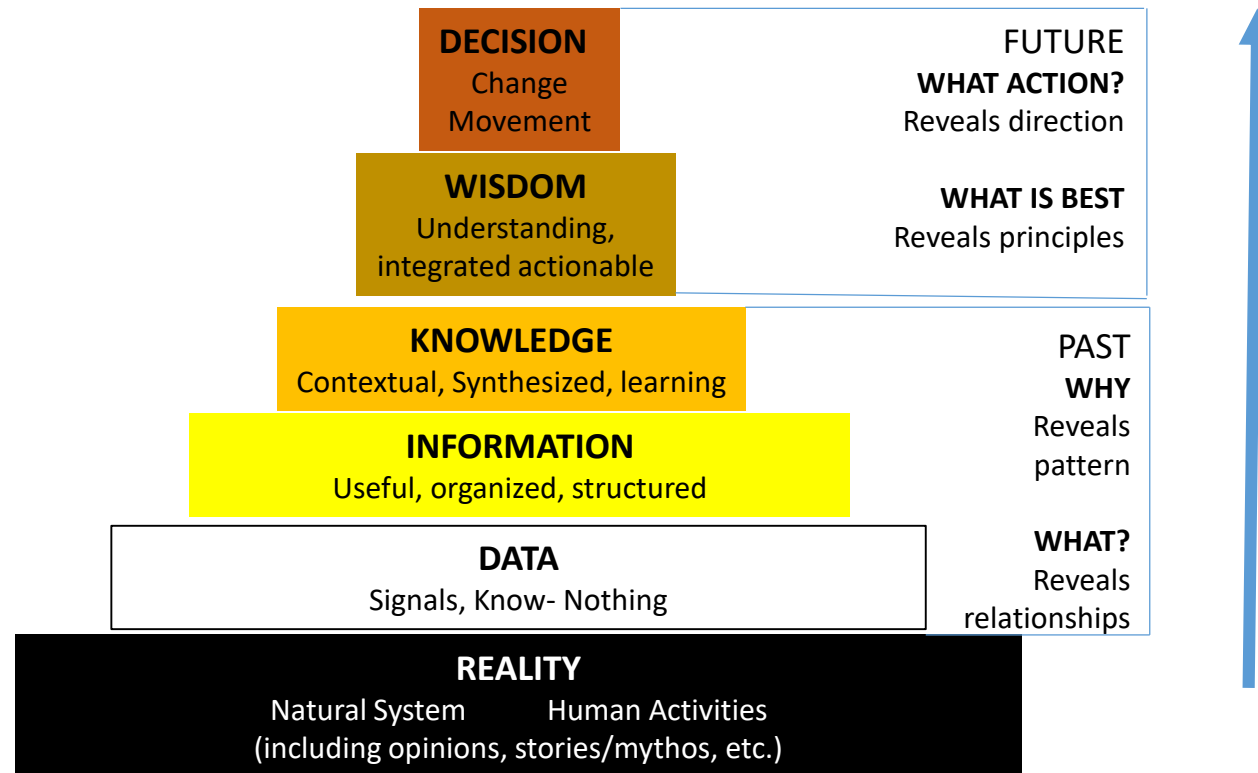 DECISION
Change
Movement
FUTURE
WHAT ACTION?
Reveals direction
WISDOM
Understanding,
integrated actionable
WHAT IS BEST
Reveals principles
KNOWLEDGE
Contextual, Synthesized, learning
PAST
WHY
Reveals
pattern
INFORMATION
Useful, organized, structured
DATA
Signals, Know- Nothing
WHAT?
Reveals
relationships
REALITY
Natural System Human Activities
(including opinions, stories/mythos, etc.)